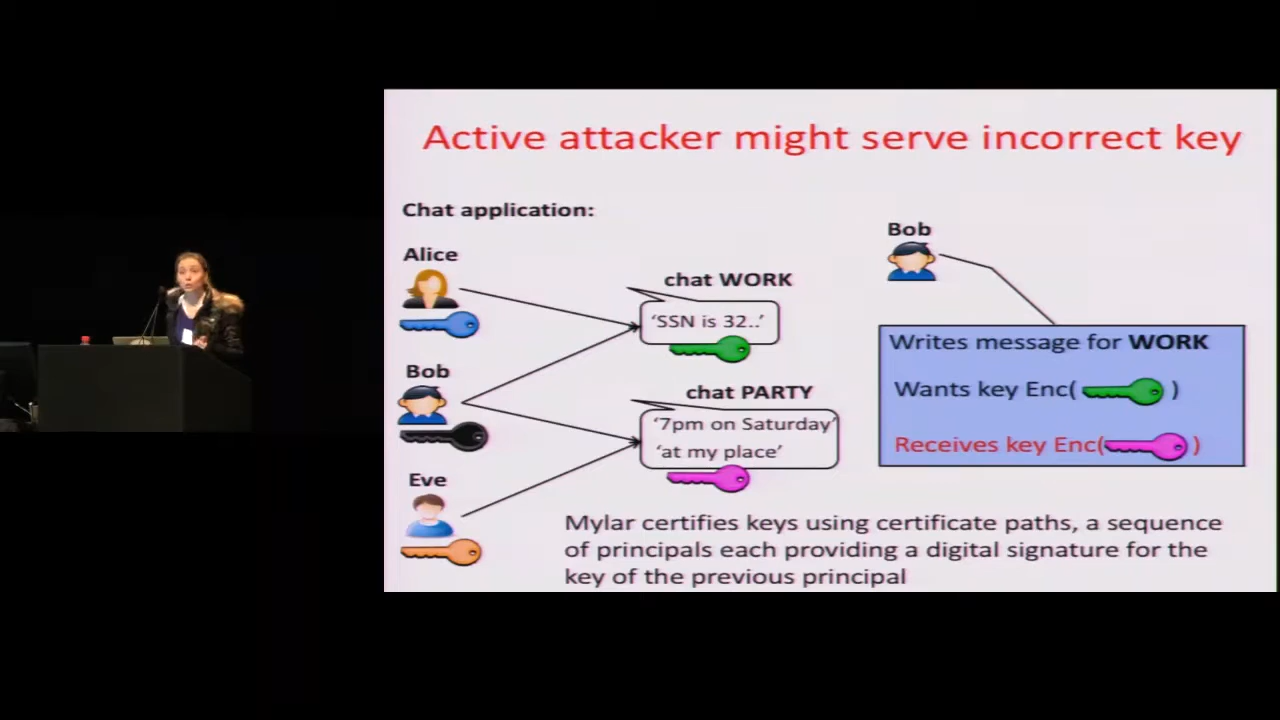 Active attacker might serve incorrect key
Chat application:
Alice
chat WORK
'SSN is 32..'
Bob
chat PARTY
'7pm on Saturday'
'at my place'
Eve
Bob
Writes message for WORK
Wants key Enc( )
Receives key Enc( )
Mylar certifies keys using certificate paths, a sequence
of principals each providing a digital signature for the
key of the previous principal